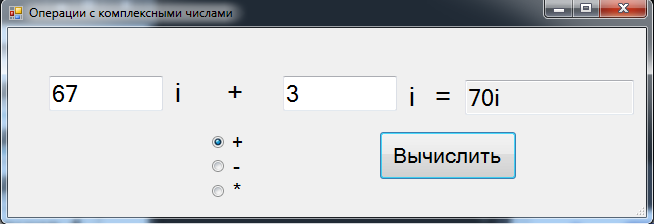 Операции с комплексными числами
67 i + 3 i = 70i
+
-
*
Вычислить